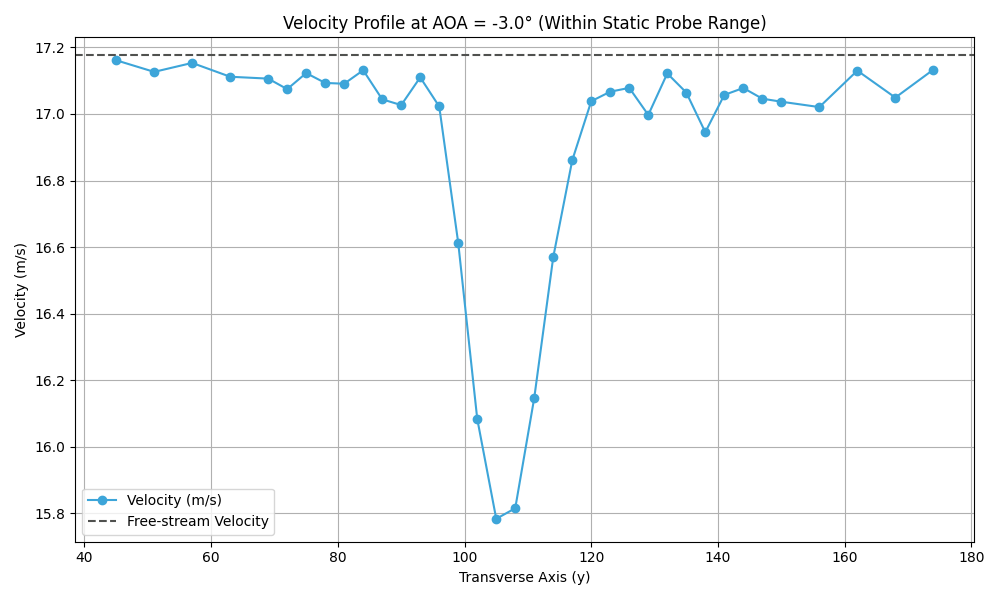 Velocity Profile at AOA = -3.0° (Within Static Probe Range)
Velocity (m/s)
17.2
17.0
16.8
16.6
16.4
16.2
16.0
15.8
Velocity (m/s)
Free-stream Velocity
40 60 80 100 120 140 160 180
Transverse Axis (y)